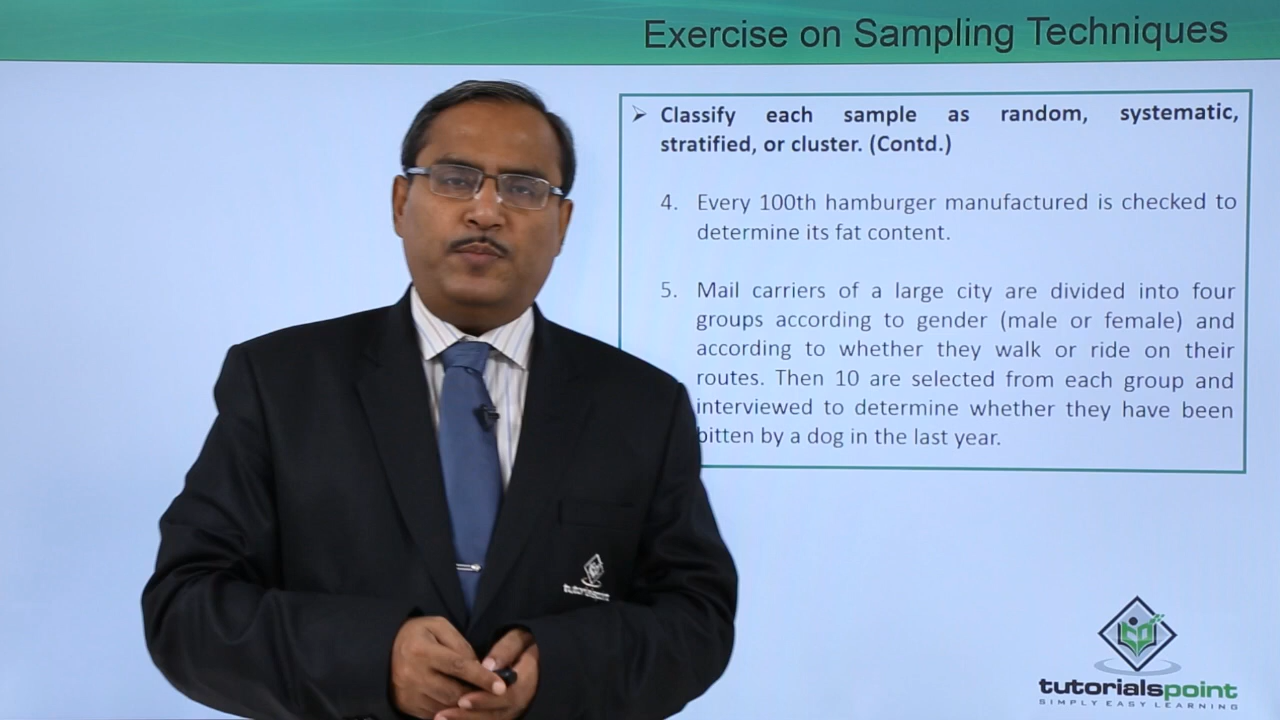 Exercise on Sampling Techniques
➢ Classify each sample as random, systematic,
stratified, or cluster. (Contd.)
4. Every 100th hamburger manufactured is checked to
determine its fat content.
5. Mail carriers of a large city are divided into four
groups according to gender (male or female) and
according to whether they walk or ride on their
routes. Then 10 are selected from each group and
interviewed to determine whether they have been
bitten by a dog in the last year.
tutorialspoint
SIMPLY EASY LEARNING